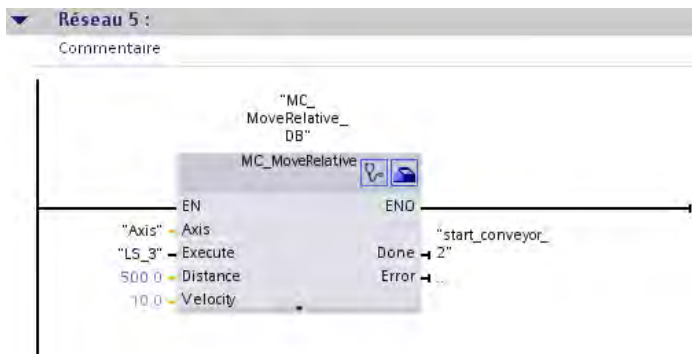 Réseau 5 :
Commentaire
"MC_
MoveRelative_
DB"
MC_MoveRelative
EN ENO
"Axis" Axis
"start_conveyor_
"LS_3" Execute Done 2"
500.0 Distance Error ...
10.0 Velocity